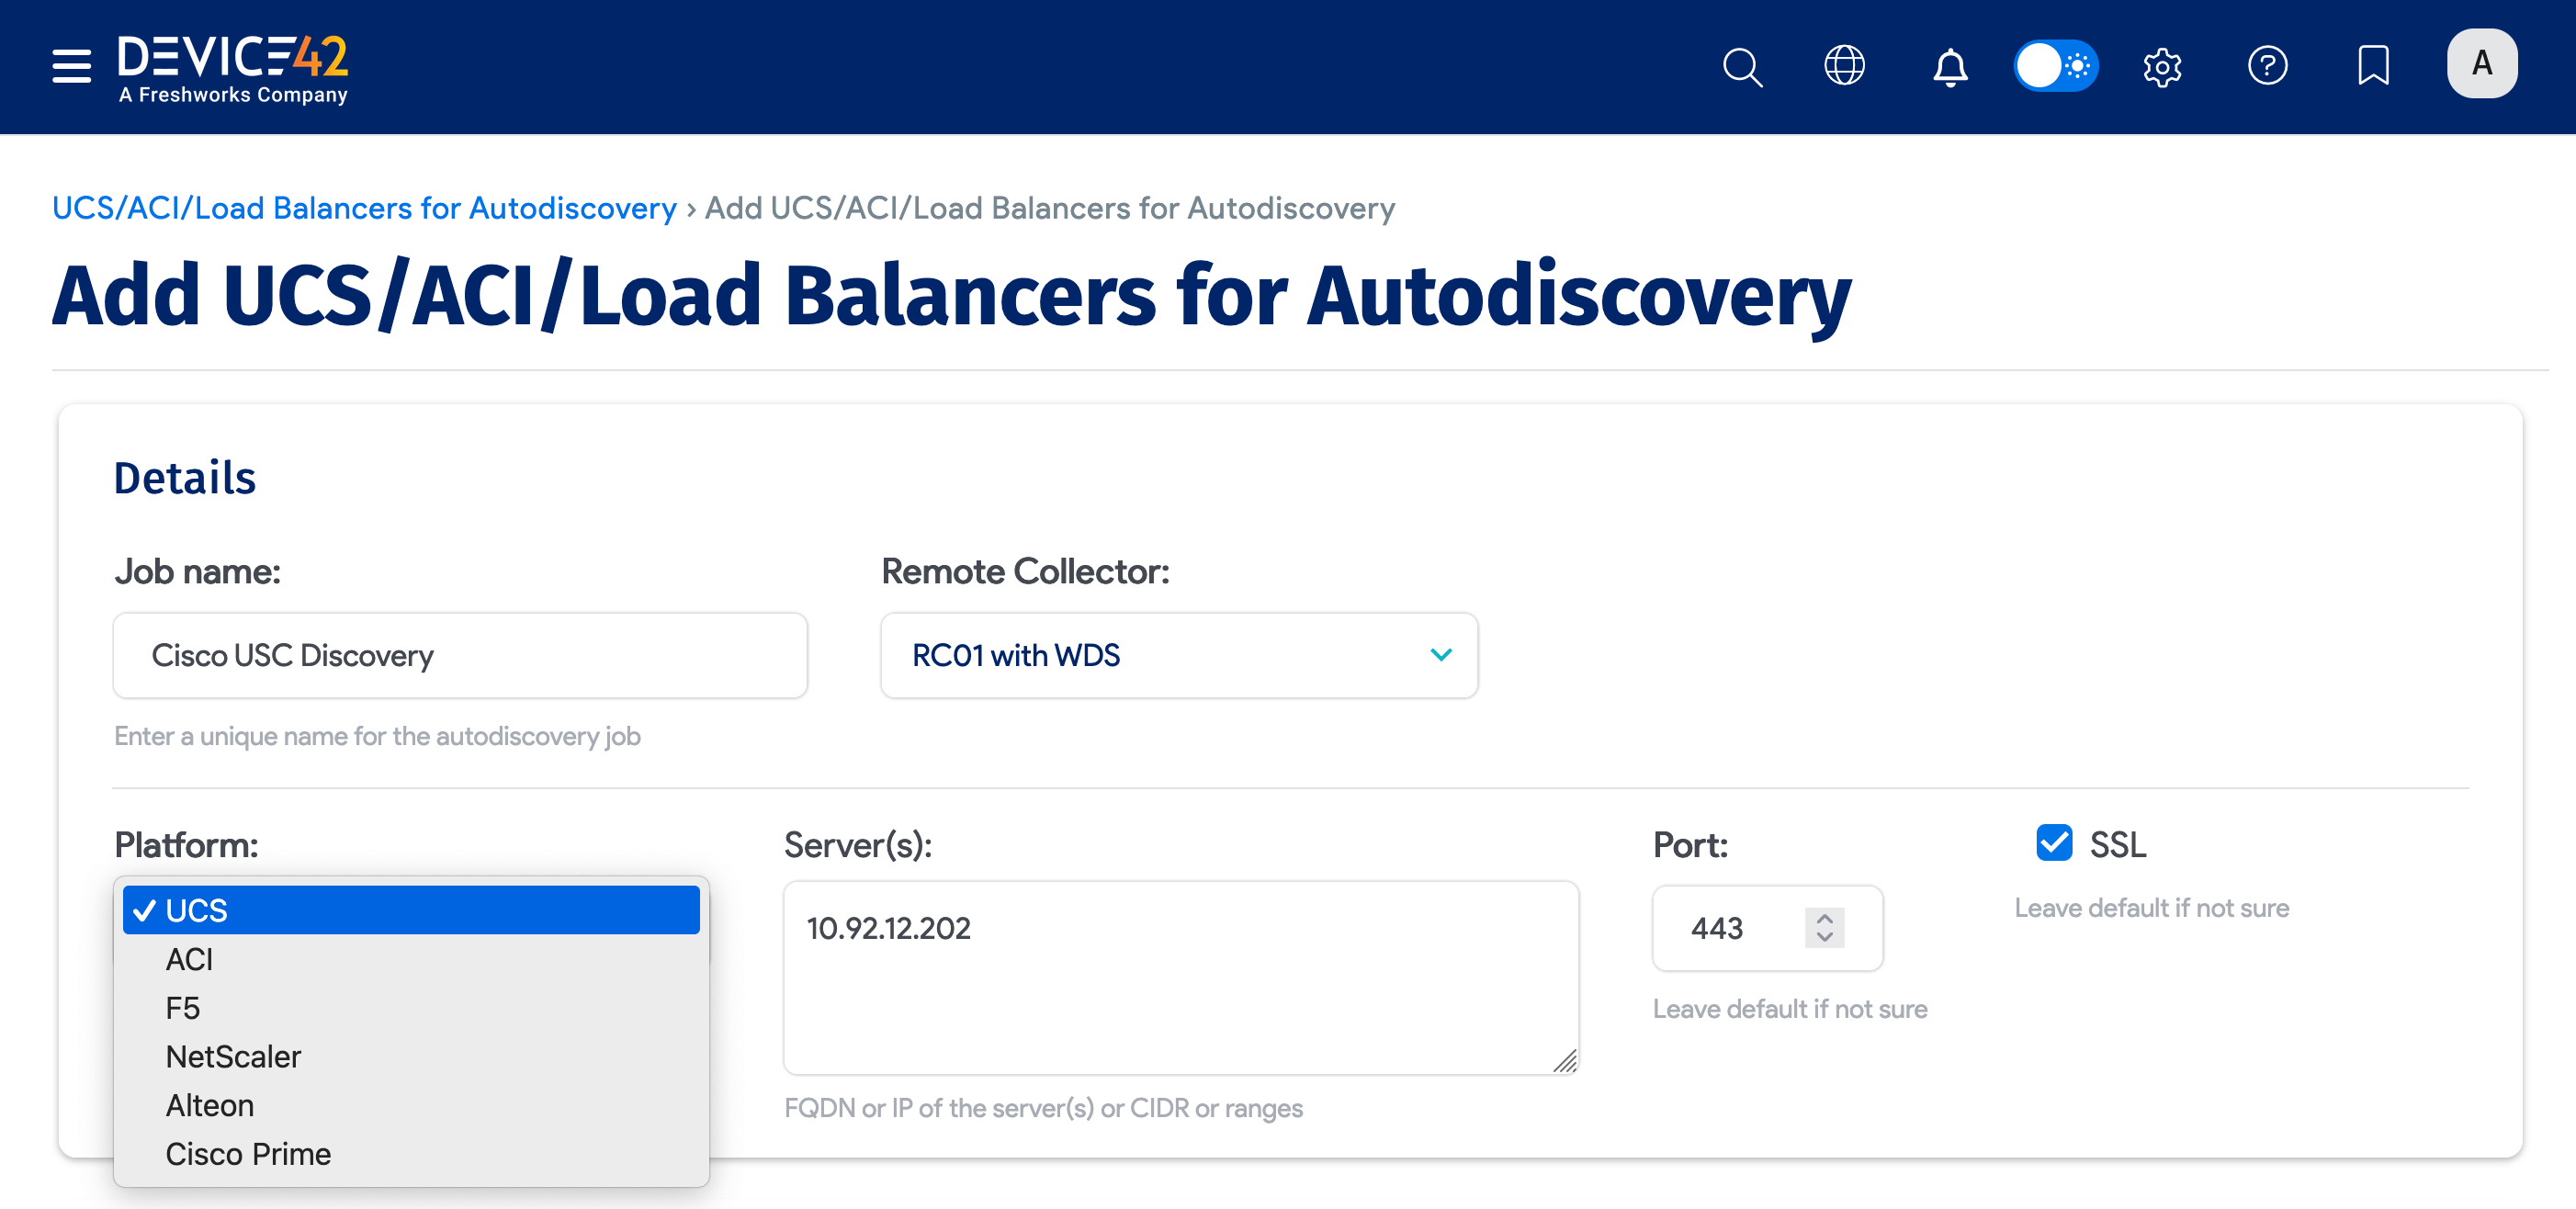 DEVICE42
A Freshworks Company
A
UCS/ACI/Load Balancers for Autodiscovery › Add UCS/ACI/Load Balancers for Autodiscovery
Add UCS/ACI/Load Balancers for Autodiscovery
Details
Job name:
Remote Collector:
Cisco USC Discovery
RC01 with WDS
Enter a unique name for the autodiscovery job
Platform:
Server(s):
Port:
SSL
UCS
ACI
F5
NetScaler
Alteon
Cisco Prime
10.92.12.202
443
Leave default if not sure
Leave default if not sure
FQDN or IP of the server(s) or CIDR or ranges